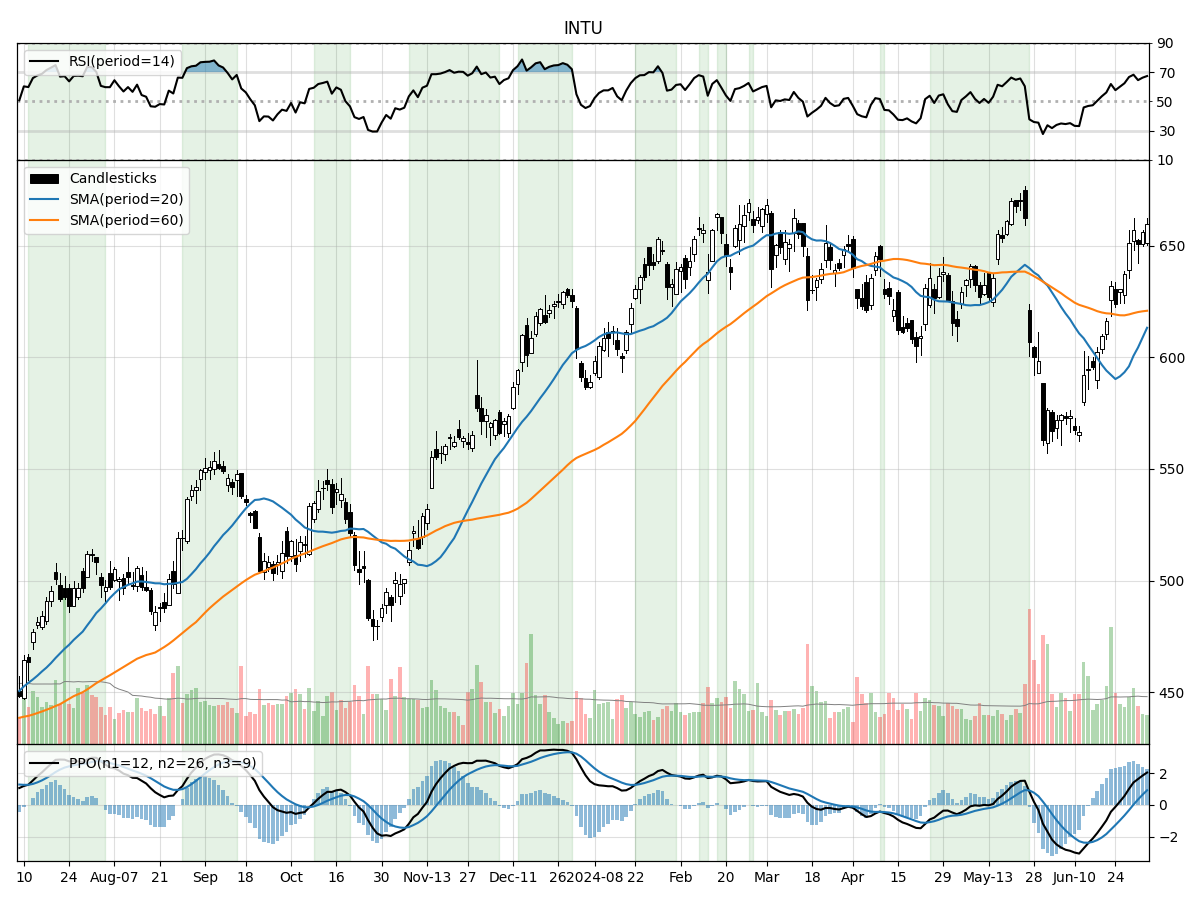 INTU
RSI(period=14)
90
70
50
30
10
Candlesticks
SMA(period=20)
SMA(period=60)
650
600
550
500
450
PPO(n1=12, n2=26, n3=9)
2
0
−2
10 24 Aug-07 21 Sep 18 Oct 16 30 Nov-13 27 Dec-11 262024-08 22 Feb 20 Mar 18 Apr 15 29 May-13 28 Jun-10 24